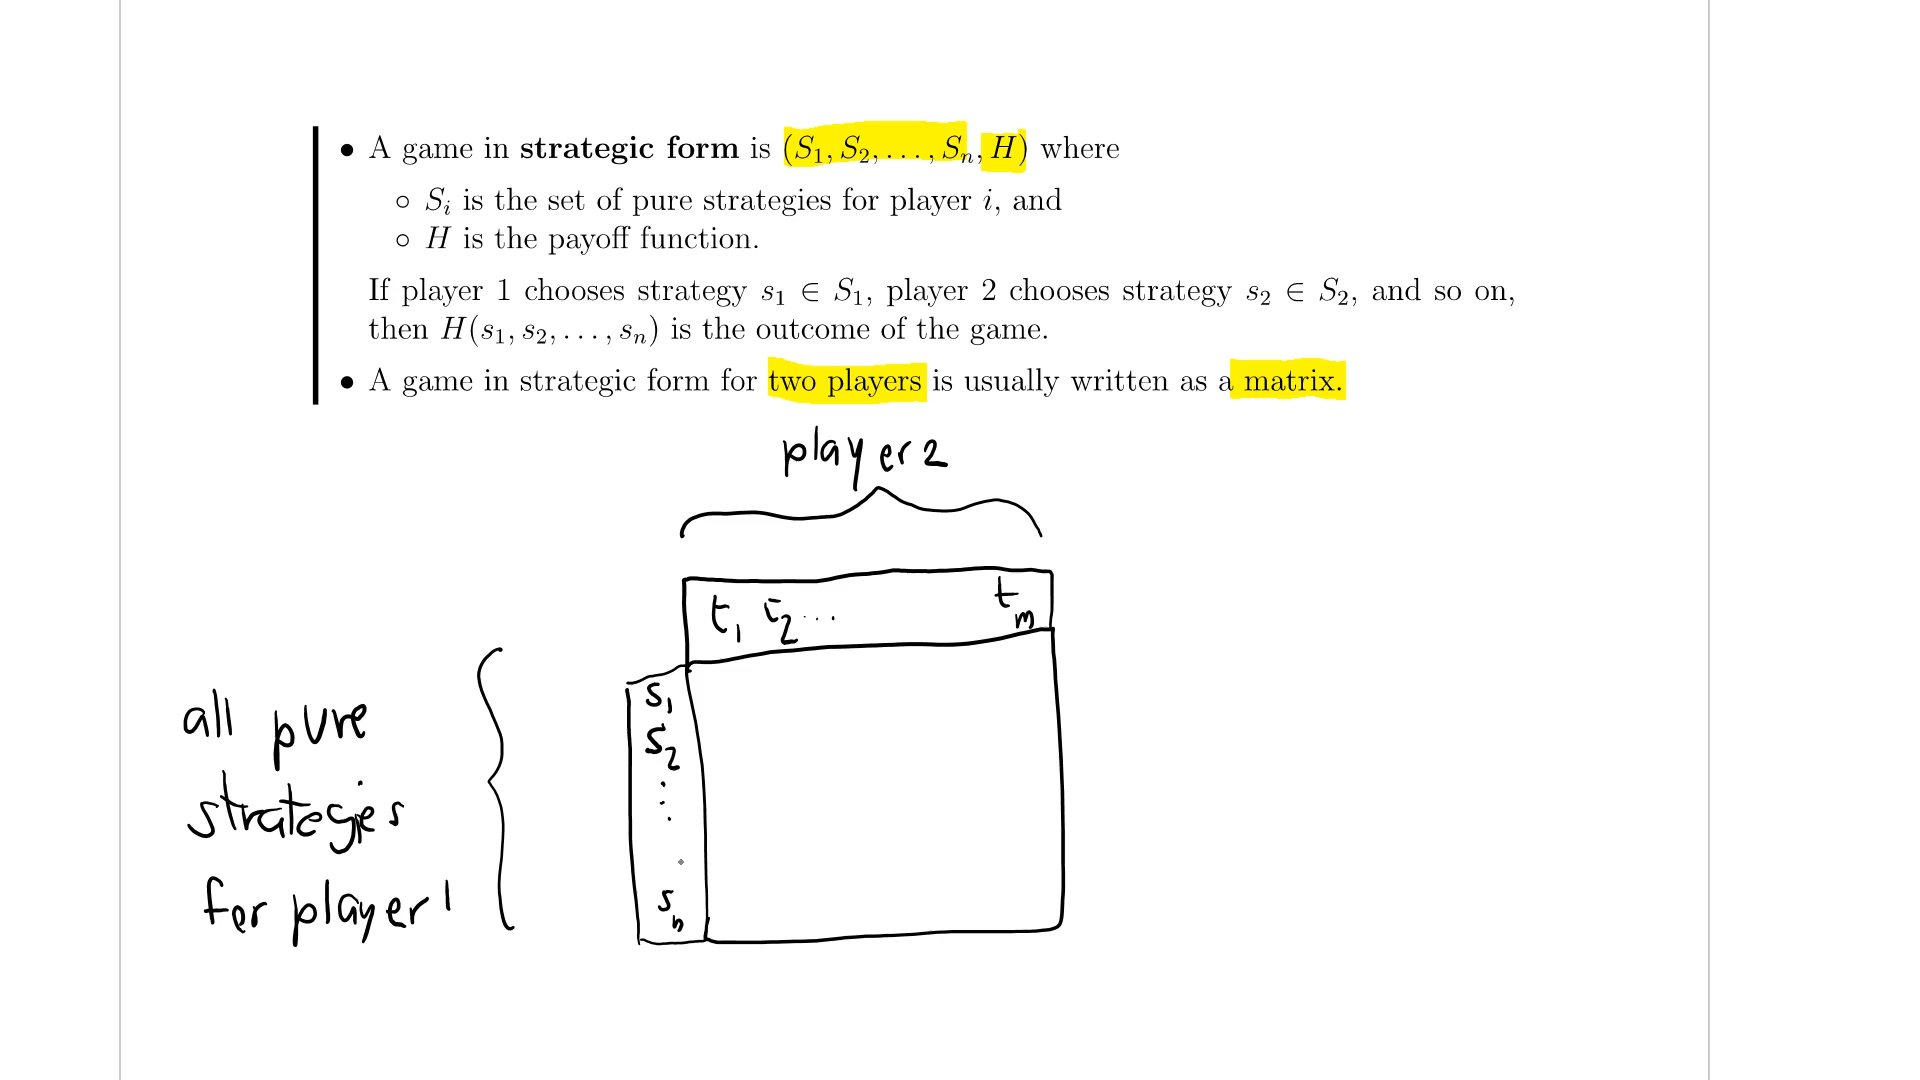 • A game in strategic form is (S₁, S₂, . . . , Sₙ, H) where
○ Sᵢ is the set of pure strategies for player i, and
○ H is the payoff function.
If player 1 chooses strategy s₁ ∈ S₁, player 2 chooses strategy s₂ ∈ S₂, and so on,
then H(s₁, s₂, . . . , sₙ) is the outcome of the game.
• A game in strategic form for two players is usually written as a matrix.
player 2
t₁ t₂ ... tₘ
s₁
s₂
⋮
sₙ
all pure
strategies
for player 1